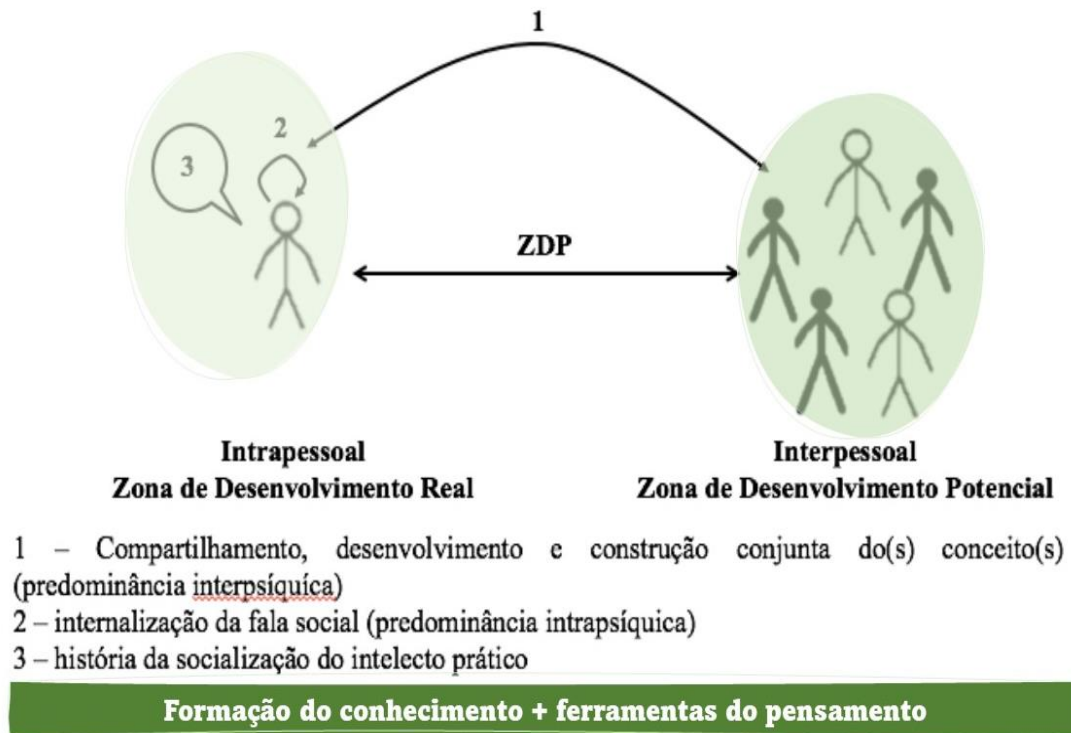 1
2
3
ZDP
Intrapessoal
Zona de Desenvolvimento Real
Interpessoal
Zona de Desenvolvimento Potencial
1 – Compartilhamento, desenvolvimento e construção conjunta do(s) conceito(s)
(predominância interpsíquíca)
2 – internalização da fala social (predominância intrapsíquica)
3 – história da socialização do intelecto prático
Formação do conhecimento + ferramentas do pensamento